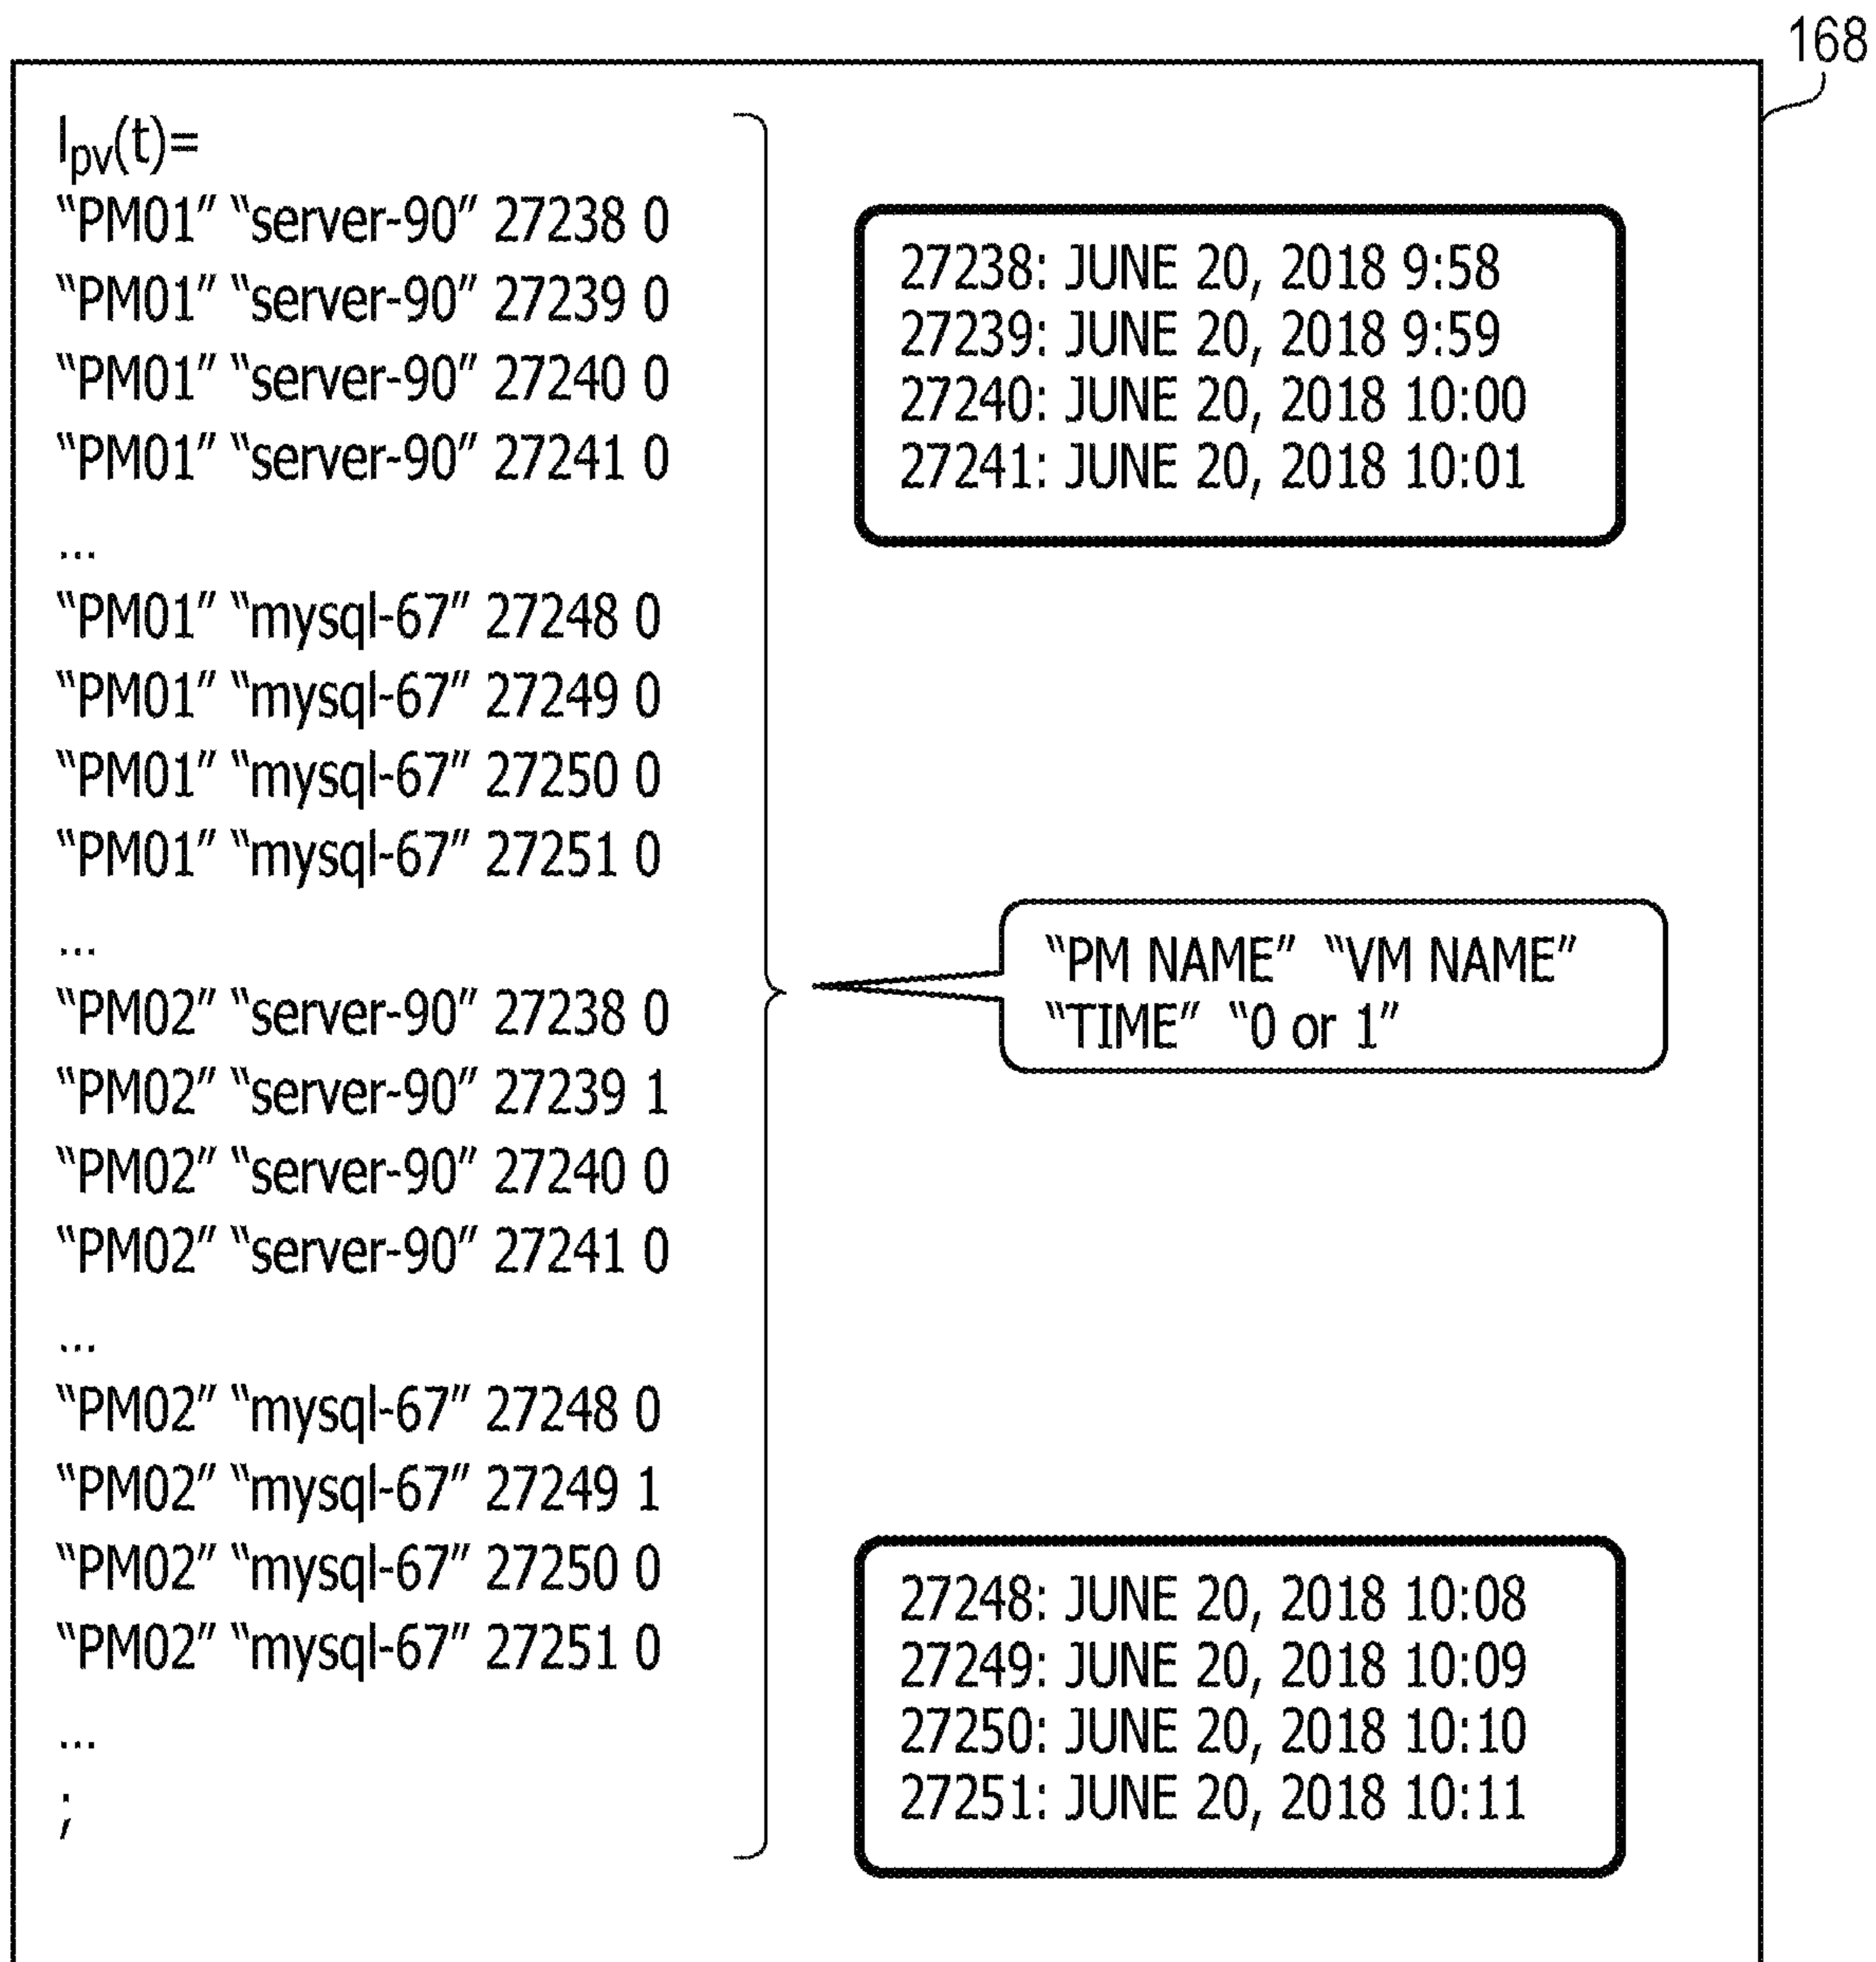 168
lpv(t)=
“PM01” “server-90” 27238 0
“PM01” “server-90” 27239 0
“PM01” “server-90” 27240 0
“PM01” “server-90” 27241 0
...
“PM01” “mysql-67” 27248 0
“PM01” “mysql-67” 27249 0
“PM01” “mysql-67” 27250 0
“PM01” “mysql-67” 27251 0
...
“PM02” “server-90” 27238 0
“PM02” “server-90” 27239 1
“PM02” “server-90” 27240 0
“PM02” “server-90” 27241 0
...
“PM02” “mysql-67” 27248 0
“PM02” “mysql-67” 27249 1
“PM02” “mysql-67” 27250 0
“PM02” “mysql-67” 27251 0
...
;
27238: JUNE 20, 2018 9:58
27239: JUNE 20, 2018 9:59
27240: JUNE 20, 2018 10:00
27241: JUNE 20, 2018 10:01
“PM NAME” “VM NAME”
“TIME” “0 or 1”
27248: JUNE 20, 2018 10:08
27249: JUNE 20, 2018 10:09
27250: JUNE 20, 2018 10:10
27251: JUNE 20, 2018 10:11